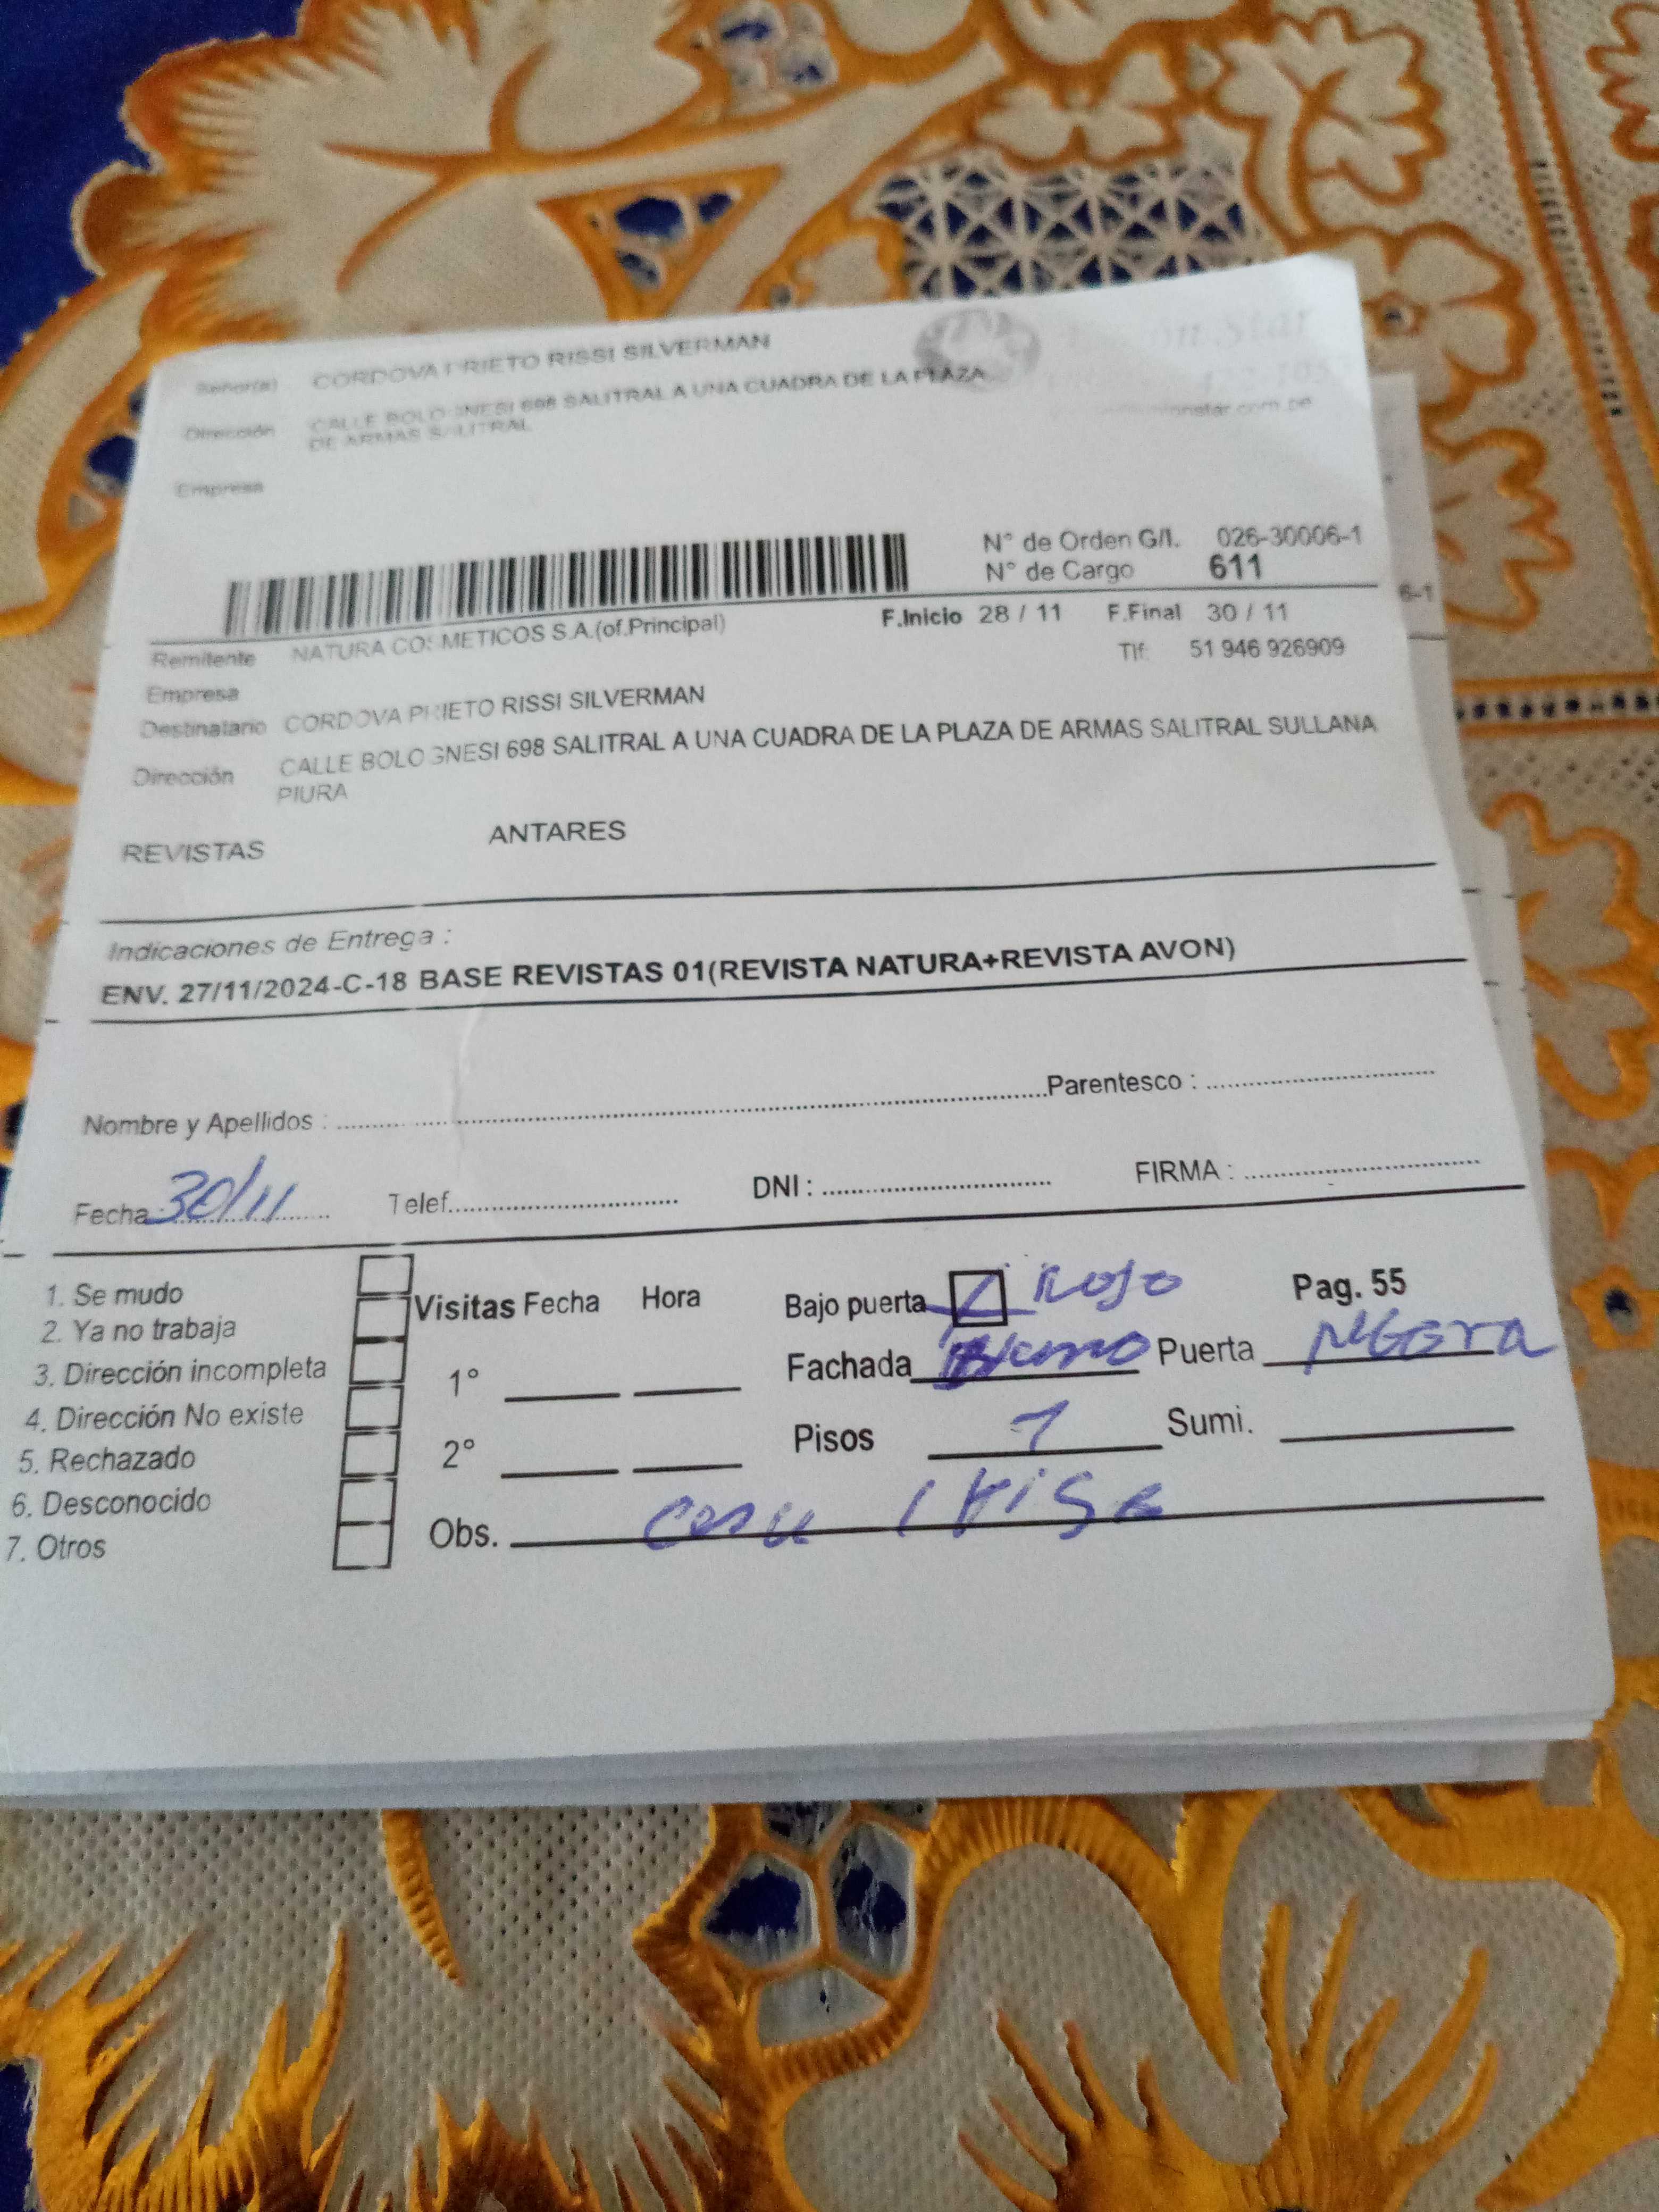 Señor(a) CORDOVA PRIETO RISSI SILVERMAN
Dirección CALLE BOLOGNESI 698 SALITRAL A UNA CUADRA DE LA PLAZA
DE ARMAS SALITRAL
Empresa
N° de Orden G/I. 026-30006-1
N° de Cargo 611
F.Inicio 28 / 11 F.Final 30 / 11
Remitente NATURA COSMETICOS S.A.(of.Principal)
Tlf: 51 946 926909
Empresa
Destinatario CORDOVA PRIETO RISSI SILVERMAN
Dirección CALLE BOLOGNESI 698 SALITRAL A UNA CUADRA DE LA PLAZA DE ARMAS SALITRAL SULLANA
PIURA
REVISTAS ANTARES
Indicaciones de Entrega :
ENV. 27/11/2024-C-18 BASE REVISTAS 01(REVISTA NATURA+REVISTA AVON)
Nombre y Apellidos : Parentesco :
Fecha 30/11 Telef. DNI : FIRMA :
1. Se mudo
2. Ya no trabaja
3. Dirección incompleta
4. Dirección No existe
5. Rechazado
6. Desconocido
7. Otros
Visitas Fecha Hora
1°
2°
Bajo puerta Rojo Pag. 55
Fachada Puerta NEGra
Pisos 1 Sumi.
Obs. casa 1 Piso
6-1